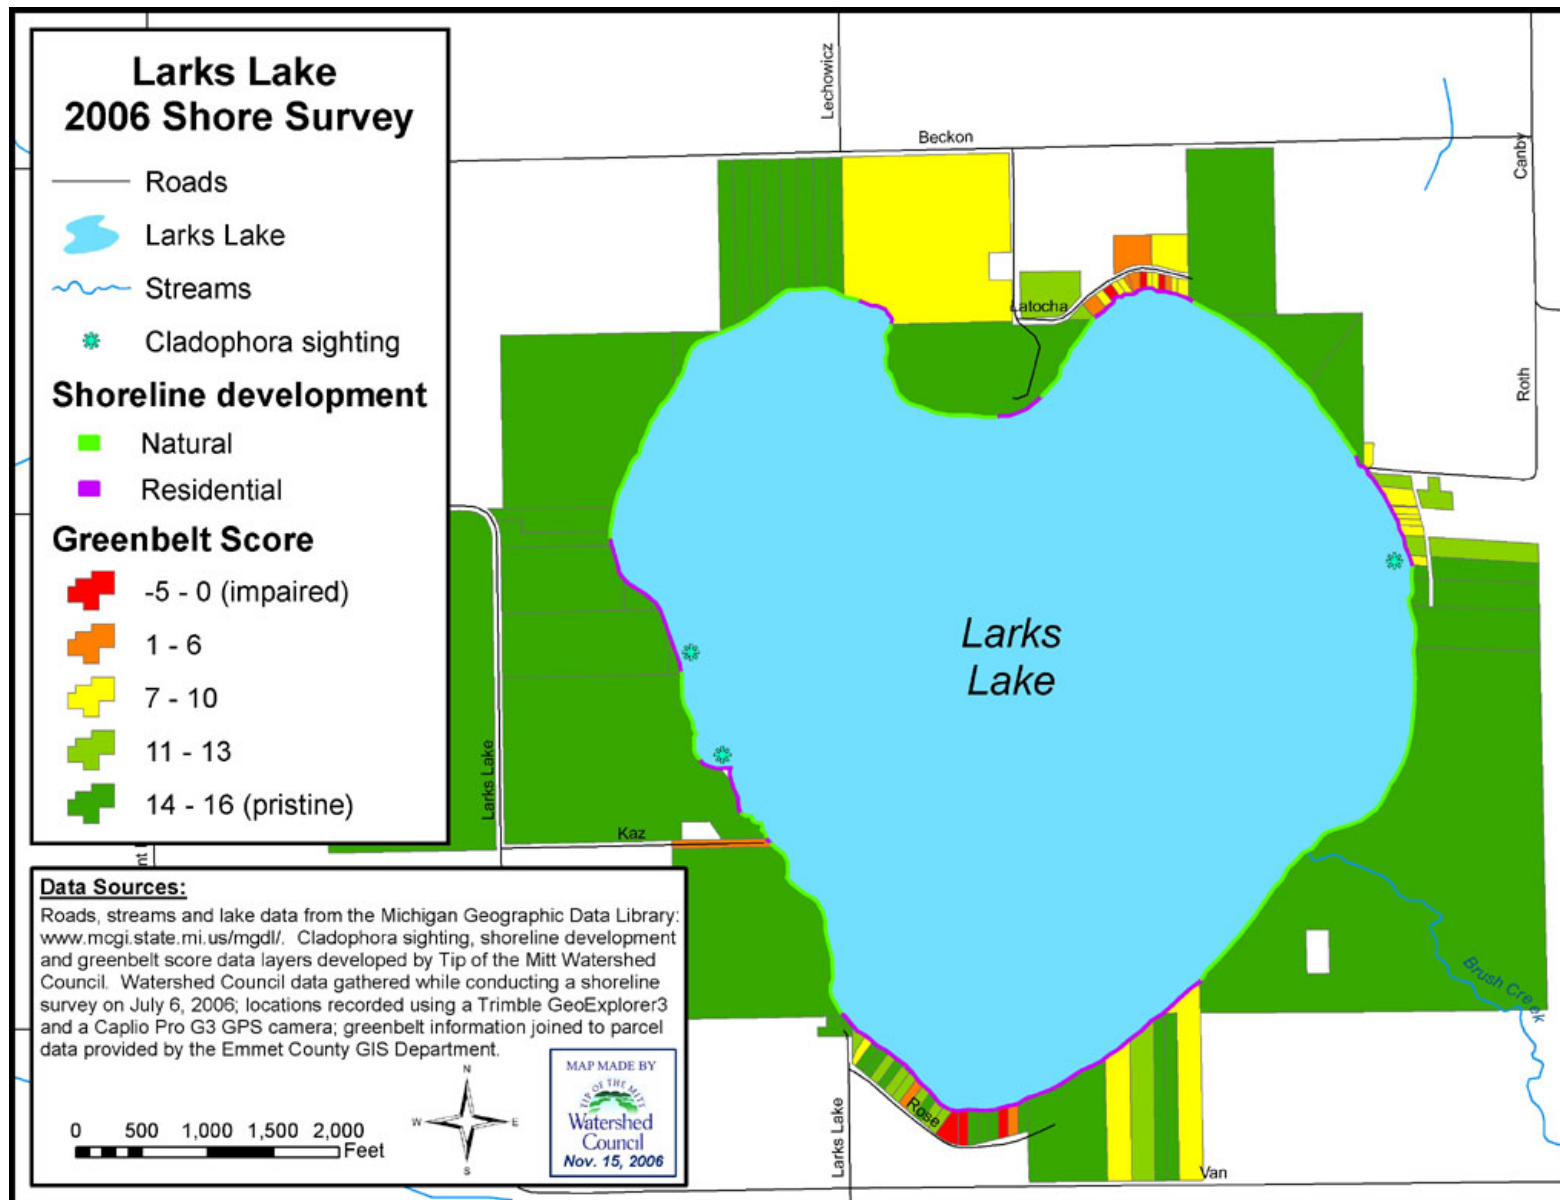 Larks Lake
2006 Shore Survey
Roads
Larks Lake
Streams
Cladophora sighting
Shoreline development
Natural
Residential
Greenbelt Score
-5 - 0 (impaired)
1 - 6
7 - 10
11 - 13
14 - 16 (pristine)
Lechowicz
Beckon
Canby
Latocha
Roth
Larks
Lake
Larks Lake
Kaz
nt
Brush Creek
Rose
Larks Lake
Van
Data Sources:
Roads, streams and lake data from the Michigan Geographic Data Library:
www.mcgi.state.mi.us/mgdl/. Cladophora sighting, shoreline development
and greenbelt score data layers developed by Tip of the Mitt Watershed
Council. Watershed Council data gathered while conducting a shoreline
survey on July 6, 2006; locations recorded using a Trimble GeoExplorer3
and a Caplio Pro G3 GPS camera; greenbelt information joined to parcel
data provided by the Emmet County GIS Department.
0 500 1,000 1,500 2,000
Feet
N
W E
S
MAP MADE BY
TIP OF THE MITT
Watershed
Council
Nov. 15, 2006